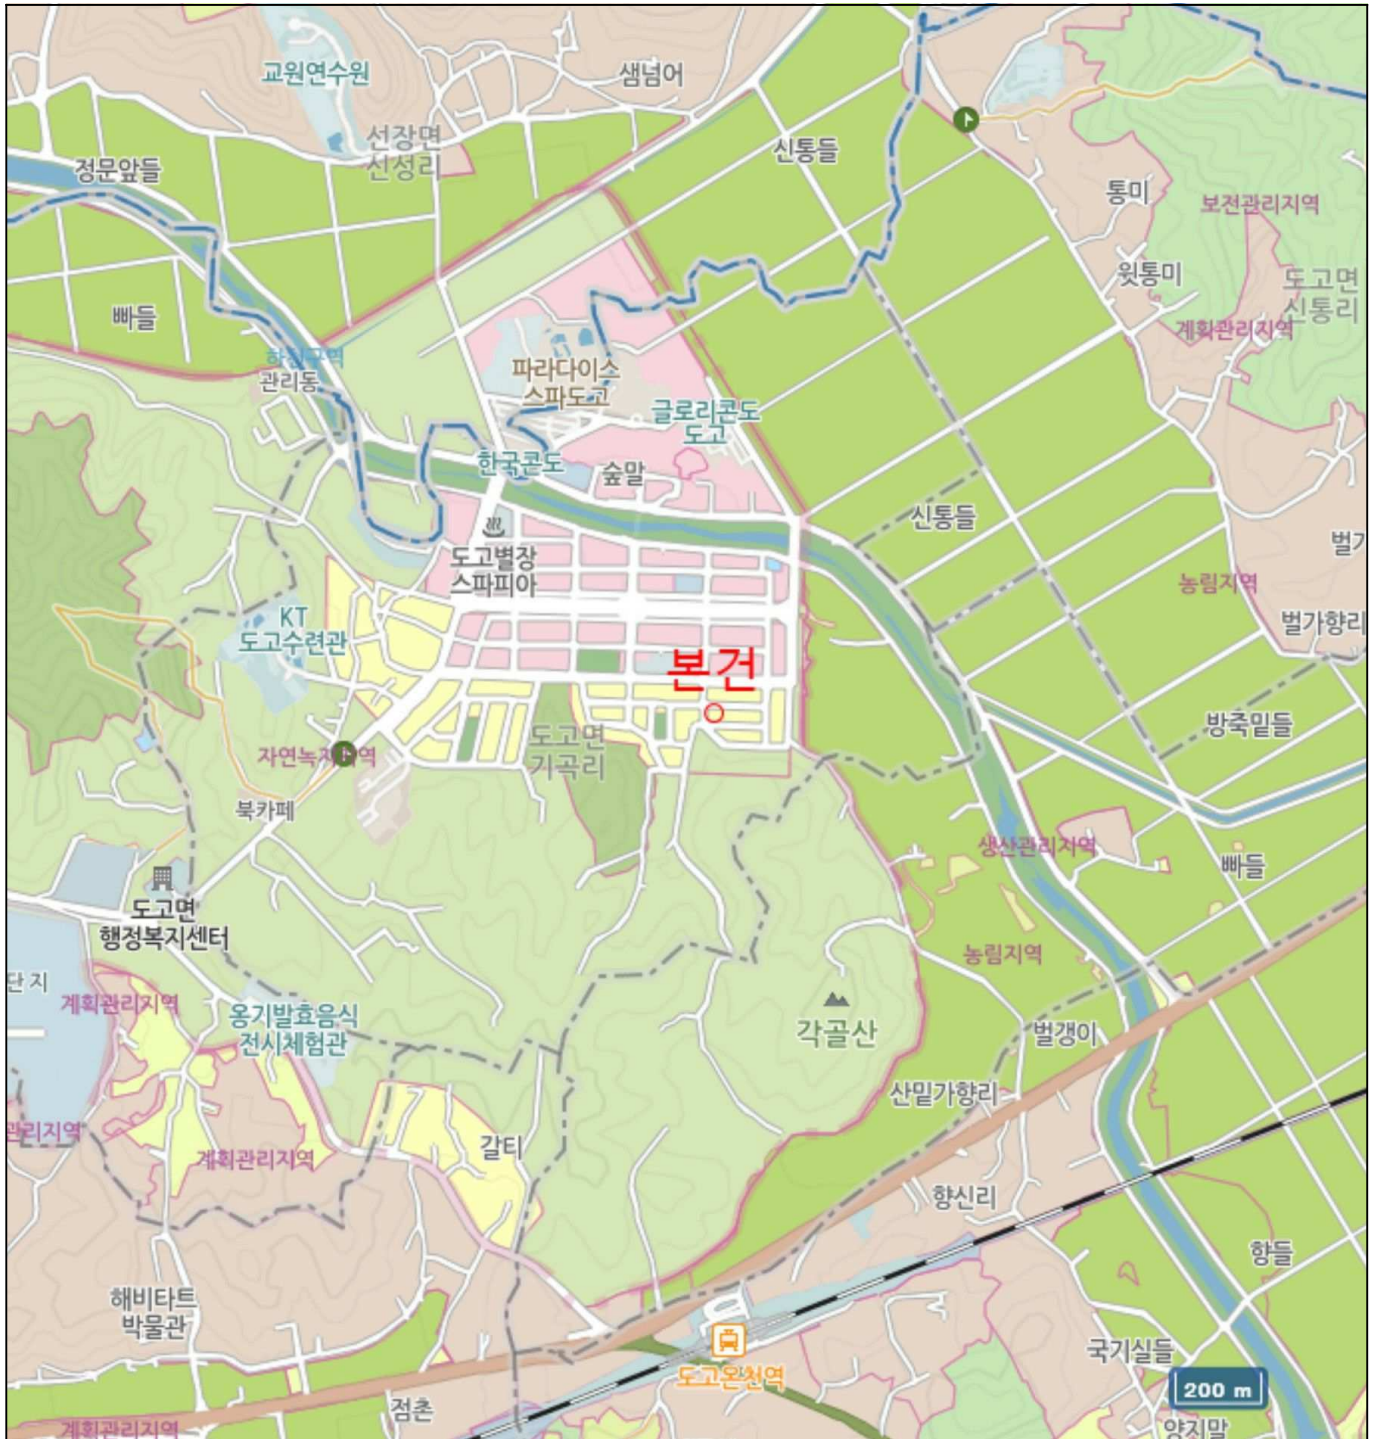 교원연수원
샘넘어
선장면
신성리
신통들
정문앞들
통미
보전관리지역
윗통미
도고면
신통리
빠들
계획관리지역
하천구역
관리동
파라다이스
스파도고
글로리콘도
도고
한국콘도
숲말
신통들
도고별장
스파피아
벌가
농림지역
KT
도고수련관
벌가향리
본건
방죽밑들
도고면
기곡리
자연녹지지역
북카페
생산관리지역
빠들
도고면
행정복지센터
농림지역
단지
계획관리지역
옹기발효음식
전시체험관
각골산
벌갱이
산밑가향리
관리지역
계획관리지역
갈티
향신리
향들
해비타트
박물관
국기실들
도고온천역
200 m
점촌
계획관리지역
양지말